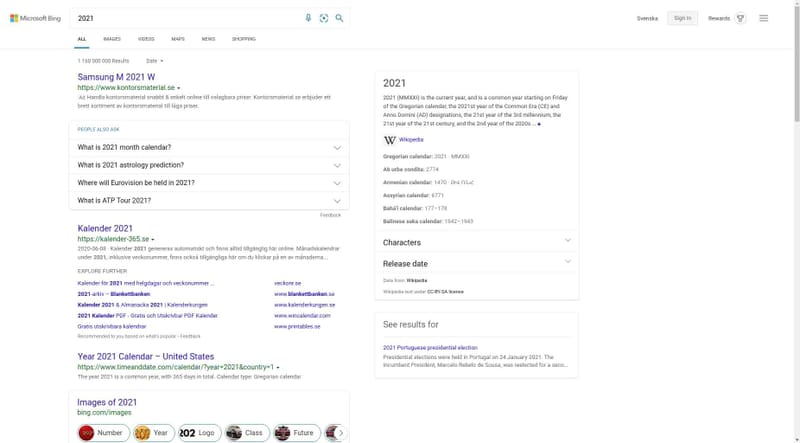 Microsoft Bing
2021
Svenska
Sign in
Rewards
ALL
IMAGES
VIDEOS
MAPS
NEWS
SHOPPING
1 150 000 000 Results
Date
Samsung M 2021 W
https://www.kontorsmaterial.se
Ad Handla kontorsmaterial snabbt & enkelt online till oslagbara priser. Kontorsmaterial.se erbjuder ett
brett sortiment av kontorsmaterial till låga priser.
PEOPLE ALSO ASK
What is 2021 month calendar?
What is 2021 astrology prediction?
Where will Eurovision be held in 2021?
What is ATP Tour 2021?
Feedback
Kalender 2021
https://kalender-365.se
2020-06-08 · Kalender 2021 genereras automatiskt och finns alltid tillgänglig här online. Månadskalendrar
under 2021, inklusive veckonummer, finns också tillgängliga här om du klickar på en av månaderna...
EXPLORE FURTHER
Kalender för 2021 med helgdagar och veckonummer ...
veckonr.se
2021-arkiv – Blankettbanken
www.blankettbanken.se
Kalender 2021 & Almanacka 2021 | Kalenderkungen
www.kalenderkungen.se
2021 Kalender PDF - Gratis och Utskrivbar PDF Kalender
www.wincalendar.com
Gratis utskrivbara kalendrar
www.printables.se
Recommended to you based on what's popular · Feedback
Year 2021 Calendar – United States
https://www.timeanddate.com/calendar/?year=2021&country=1
The year 2021 is a common year, with 365 days in total. Calendar type: Gregorian calendar
Images of 2021
bing.com/images
Number
Year
Logo
Class
Future
2021
2021 (MMXXI) is the current year, and is a common year starting on Friday
of the Gregorian calendar, the 2021st year of the Common Era (CE) and
Anno Domini (AD) designations, the 21st year of the 3rd millennium, the
21st year of the 21st century, and the 2nd year of the 2020s ...
W Wikipedia
Gregorian calendar: 2021 · MMXXI
Ab urbe condita: 2774
Armenian calendar: 1470 · ԹՎ ՌՆՀ
Assyrian calendar: 6771
Bahá'í calendar: 177–178
Balinese saka calendar: 1942–1943
Characters
Release date
Data from: Wikipedia
Wikipedia text under CC-BY-SA license
See results for
2021 Portuguese presidential election
Presidential elections were held in Portugal on 24 January 2021. The
incumbent President, Marcelo Rebelo de Sousa, was reelected for a seco...